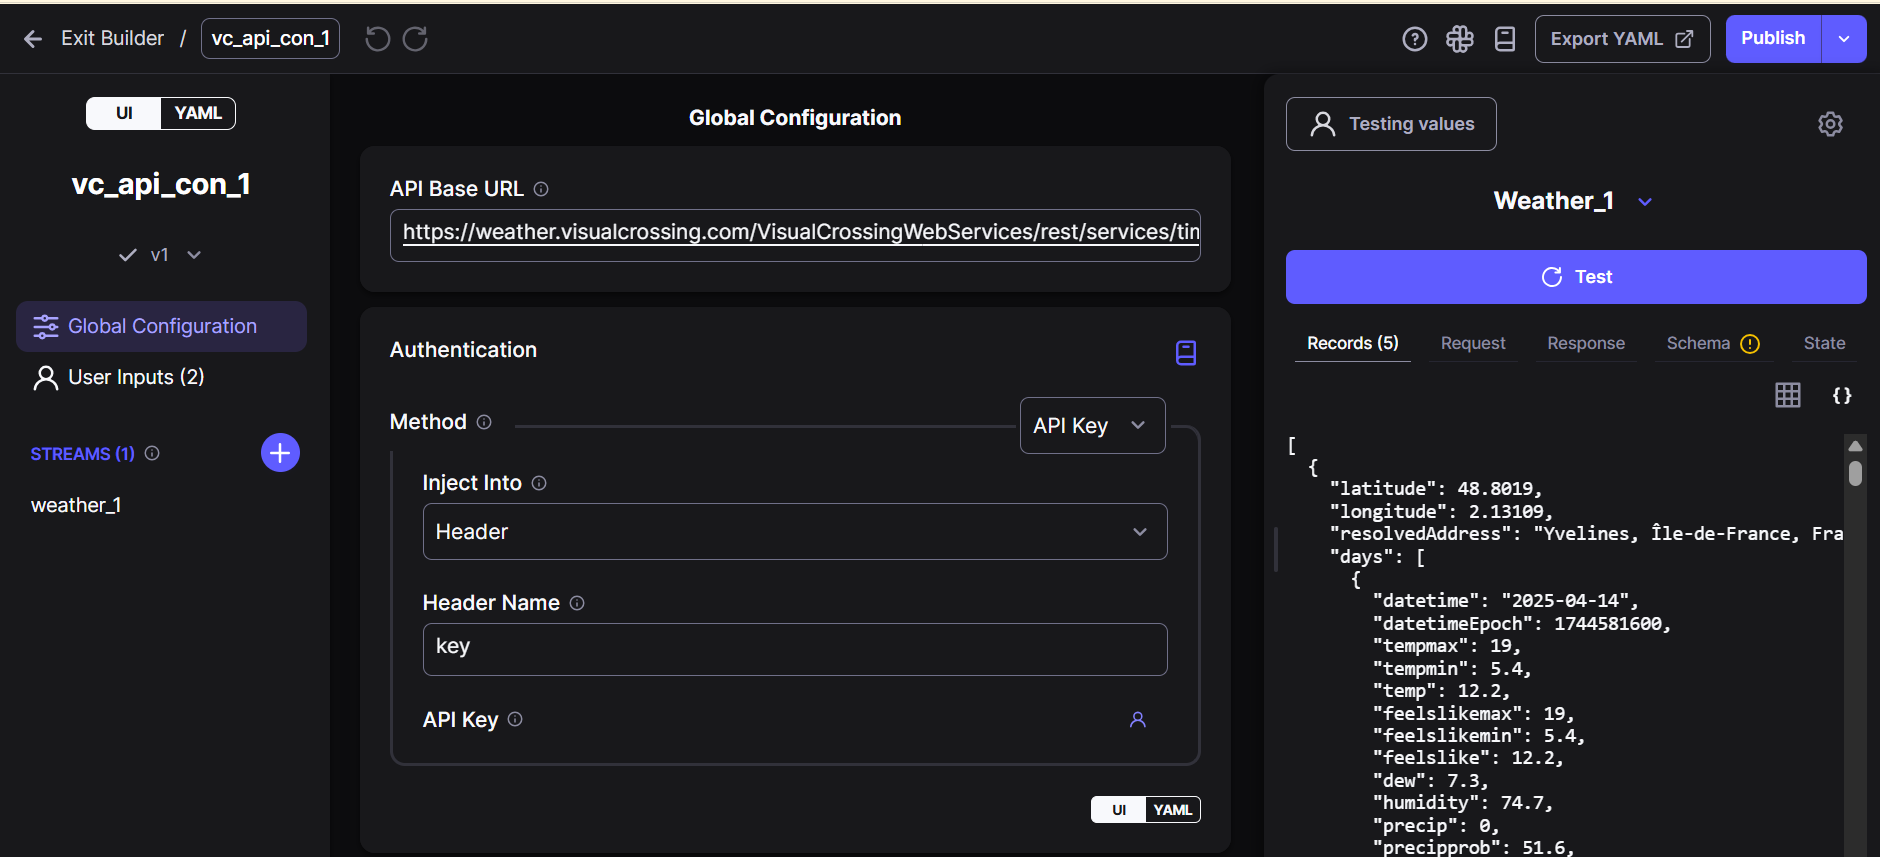 Exit Builder / vc_api_con_1
Export YAML
Publish
UI YAML
vc_api_con_1
v1
Global Configuration
User Inputs (2)
STREAMS (1)
weather_1
Global Configuration
API Base URL
https://weather.visualcrossing.com/VisualCrossingWebServices/rest/services/tim
Authentication
Method
API Key
Inject Into
Header
Header Name
key
API Key
UI YAML
Testing values
Weather_1
Test
Records (5) Request Response Schema State
{}
[
{
"latitude": 48.8019,
"longitude": 2.13109,
"resolvedAddress": "Yvelines, Île-de-France, Fra
"days": [
{
"datetime": "2025-04-14",
"datetimeEpoch": 1744581600,
"tempmax": 19,
"tempmin": 5.4,
"temp": 12.2,
"feelslikemax": 19,
"feelslikemin": 5.4,
"feelslike": 12.2,
"dew": 7.3,
"humidity": 74.7,
"precip": 0,
"precipprob": 51.6,